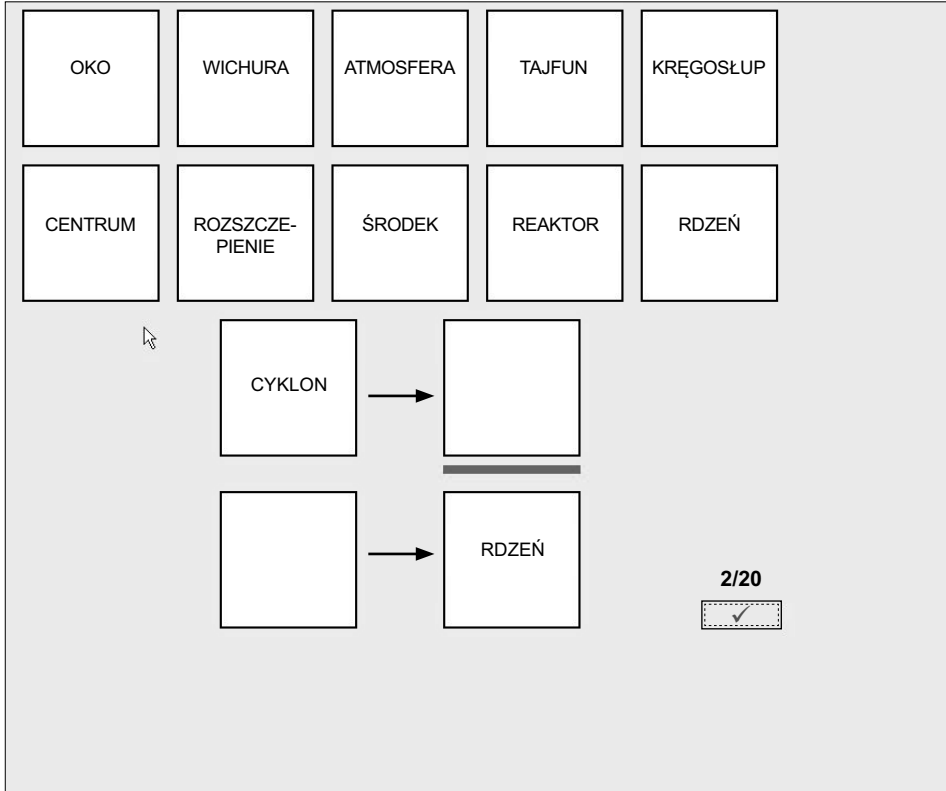 OKO
WICHURA
ATMOSFERA
TAJFUN
KRĘGOSŁUP
CENTRUM
ROZSZCZE-
PIENIE
ŚRODEK
REAKTOR
RDZEŃ
CYKLON
RDZEŃ
2/20